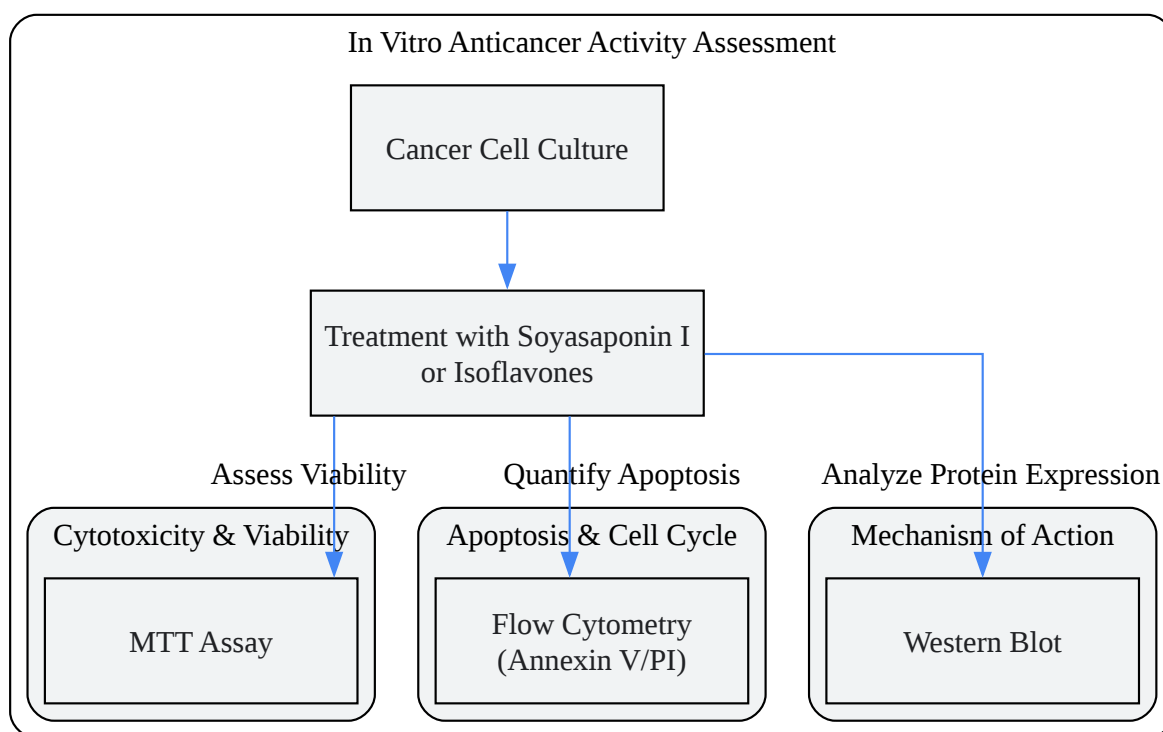 In Vitro Anticancer Activity Assessment
Cancer Cell Culture
Treatment with Soyasaponin I
or Isoflavones
Assess Viability
Quantify Apoptosis
Analyze Protein Expression
Cytotoxicity & Viability
Apoptosis & Cell Cycle
Mechanism of Action
MTT Assay
Flow Cytometry
(Annexin V/PI)
Western Blot